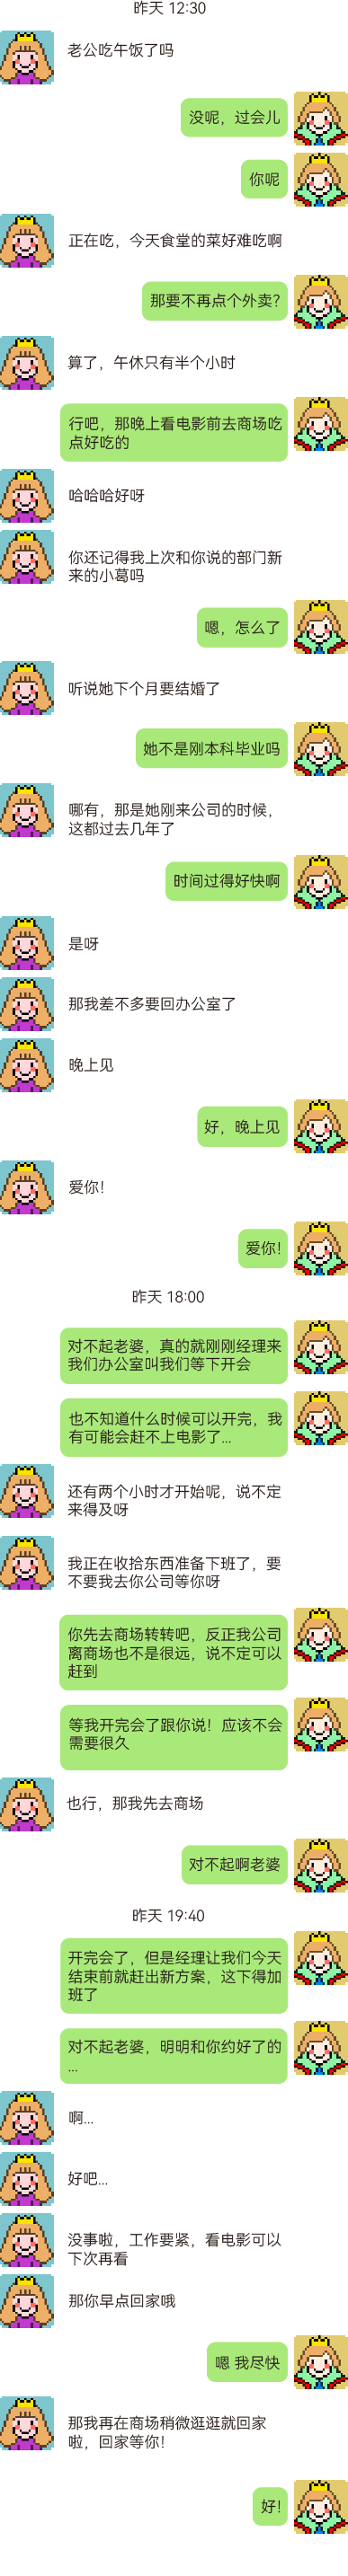 昨天 12:30
老公吃午饭了吗
没呢，过会儿
你呢
正在吃，今天食堂的菜好难吃啊
那要不再点个外卖？
算了，午休只有半个小时
行吧，那晚上看电影前去商场吃
点好吃的
哈哈哈好呀
你还记得我上次和你说的部门新
来的小葛吗
嗯，怎么了
听说她下个月要结婚了
她不是刚本科毕业吗
哪有，那是她刚来公司的时候，
这都过去几年了
时间过得好快啊
是呀
那我差不多要回办公室了
晚上见
好，晚上见
爱你！
爱你！
昨天 18:00
对不起老婆，真的就刚刚经理来
我们办公室叫我们等下开会
也不知道什么时候可以开完，我
有可能会赶不上电影了...
还有两个小时才开始呢，说不定
来得及呀
我正在收拾东西准备下班了，要
不要我去你公司等你呀
你先去商场转转吧，反正我公司
离商场也不是很远，说不定可以
赶到
等我开完会了跟你说！应该不会
需要很久
也行，那我先去商场
对不起啊老婆
昨天 19:40
开完会了，但是经理让我们今天
结束前就赶出新方案，这下得加
班了
对不起老婆，明明和你约好了的
...
啊...
好吧...
没事啦，工作要紧，看电影可以
下次再看
那你早点回家哦
嗯 我尽快
那我再在商场稍微逛逛就回家
啦，回家等你！
好！